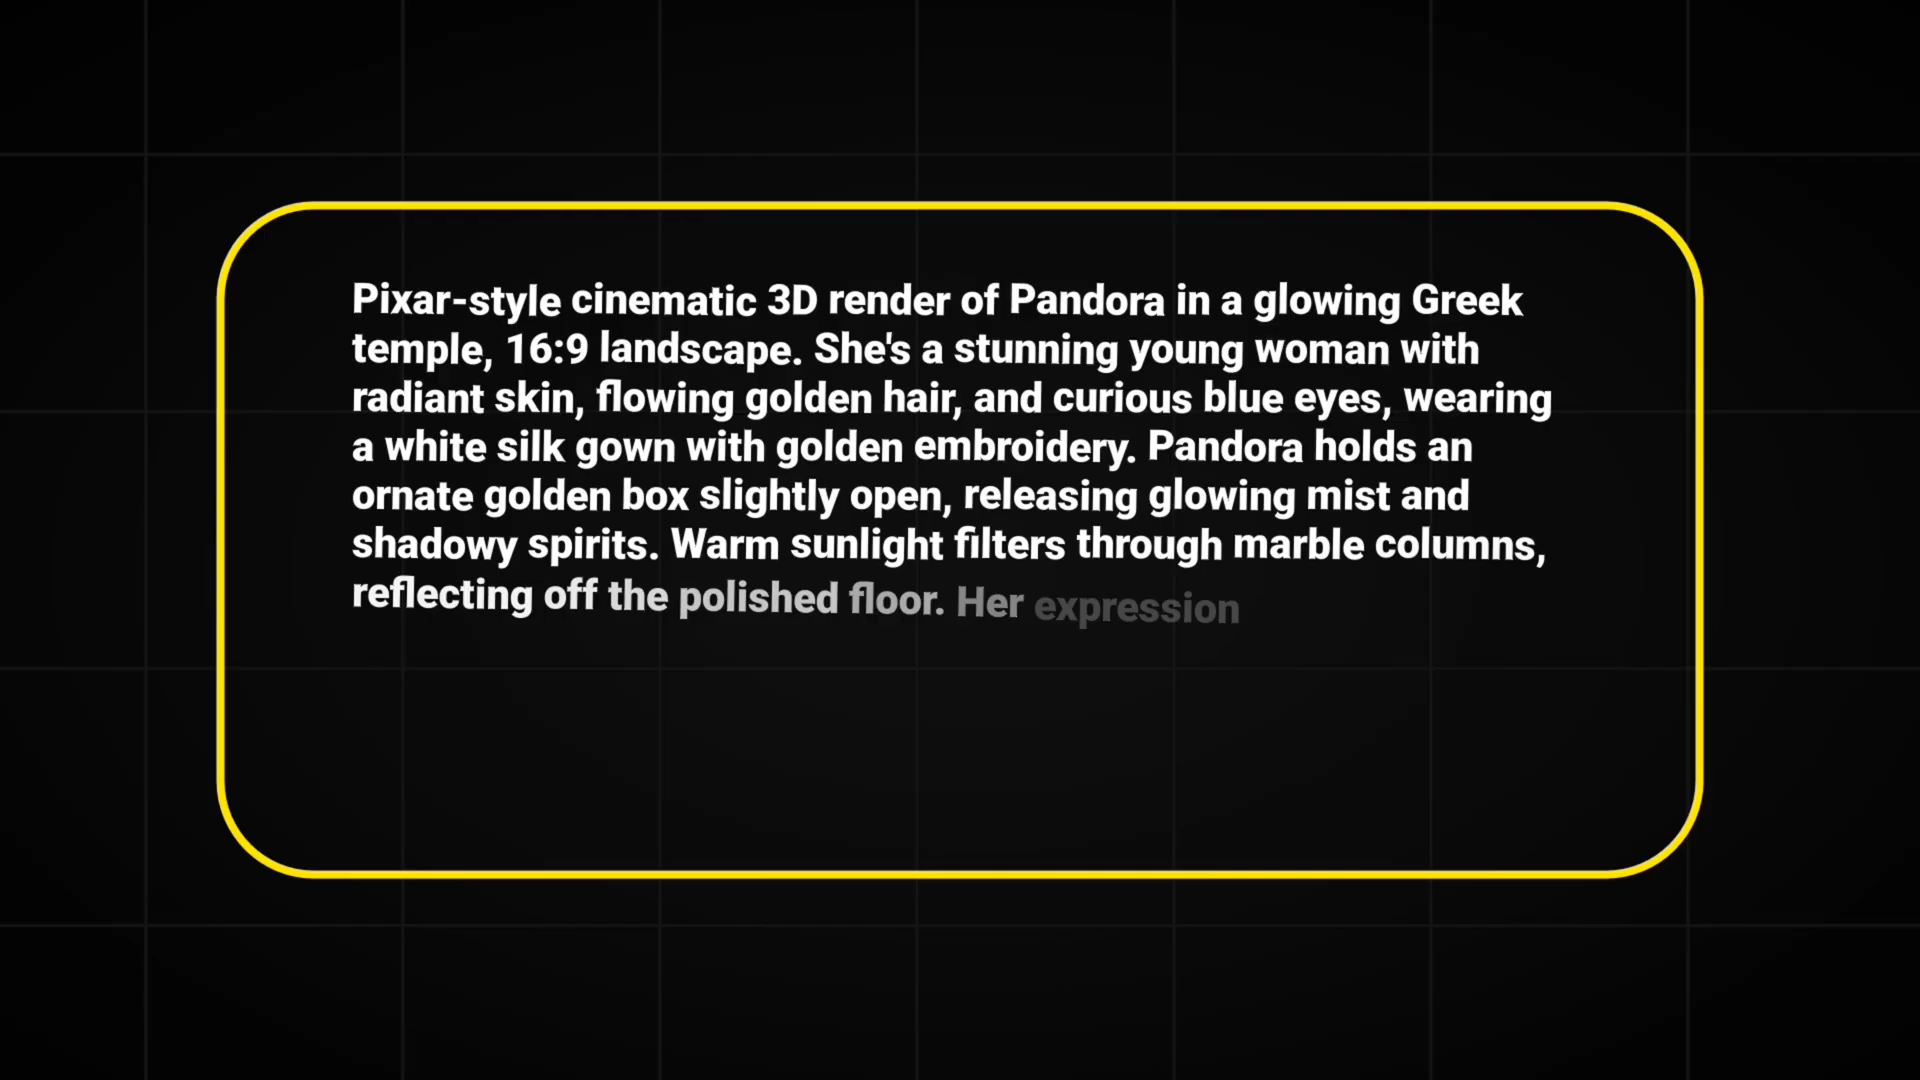 Pixar-style cinematic 3D render of Pandora in a glowing Greek
temple, 16:9 landscape. She's a stunning young woman with
radiant skin, flowing golden hair, and curious blue eyes, wearing
a white silk gown with golden embroidery. Pandora holds an
ornate golden box slightly open, releasing glowing mist and
shadowy spirits. Warm sunlight filters through marble columns,
reflecting off the polished floor. Her expression